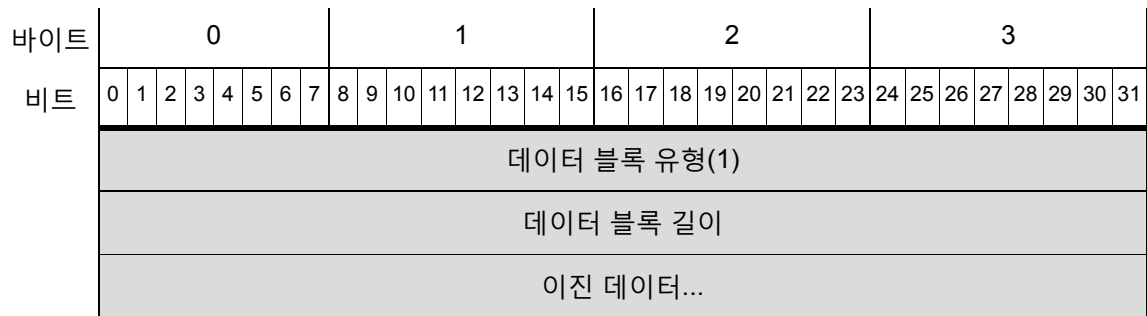 바이트 0 1 2 3
비트 0 1 2 3 4 5 6 7 8 9 10 11 12 13 14 15 16 17 18 19 20 21 22 23 24 25 26 27 28 29 30 31
데이터 블록 유형(1)
데이터 블록 길이
이진 데이터...